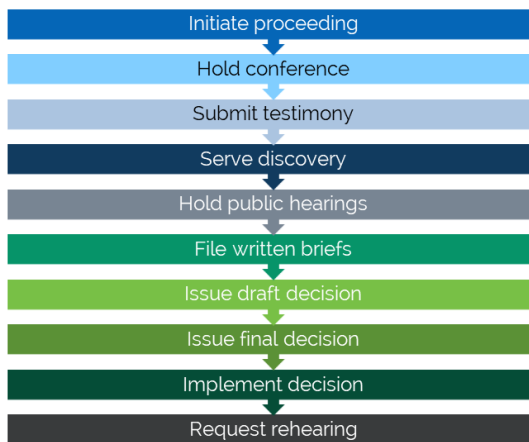 Initiate proceeding
Hold conference
Submit testimony
Serve discovery
Hold public hearings
File written briefs
Issue draft decision
Issue final decision
Implement decision
Request rehearing